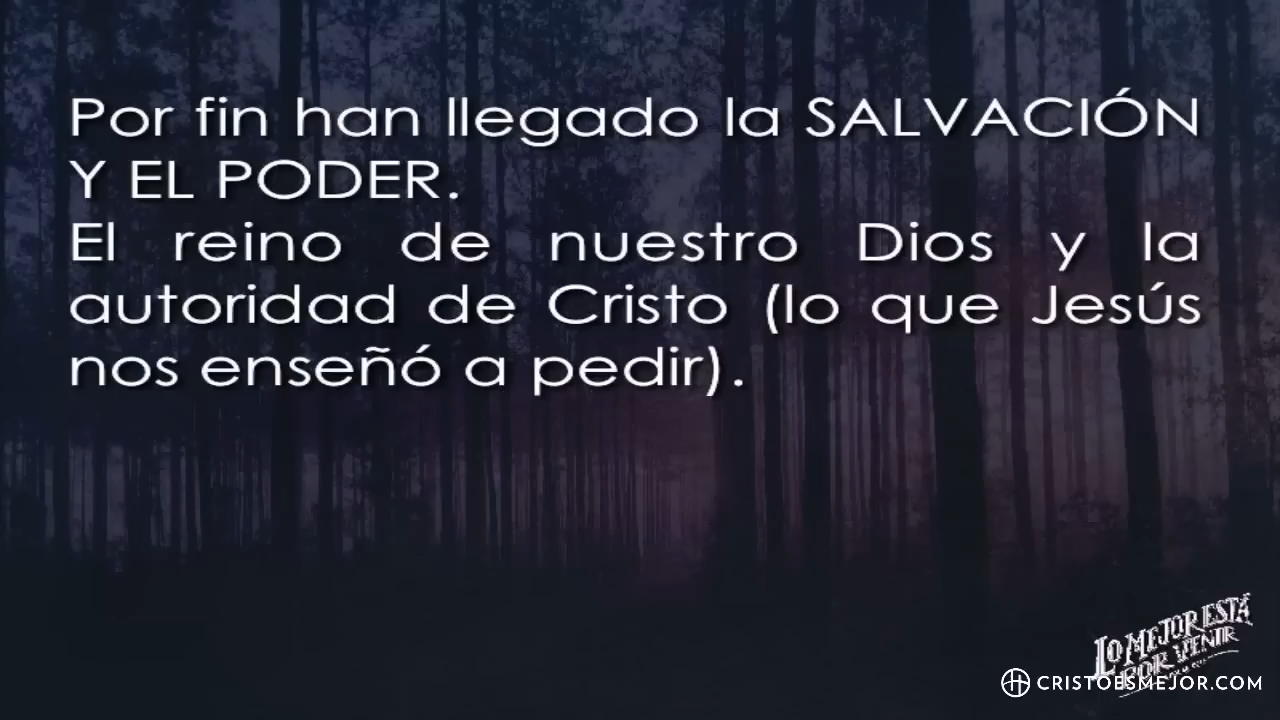 Por fin han llegado la SALVACIÓN
Y EL PODER.
El reino de nuestro Dios y la
autoridad de Cristo (lo que Jesús
nos enseñó a pedir).
LO MEJOR ESTÁ
POR VENIR
CRISTOESMEJOR.COM